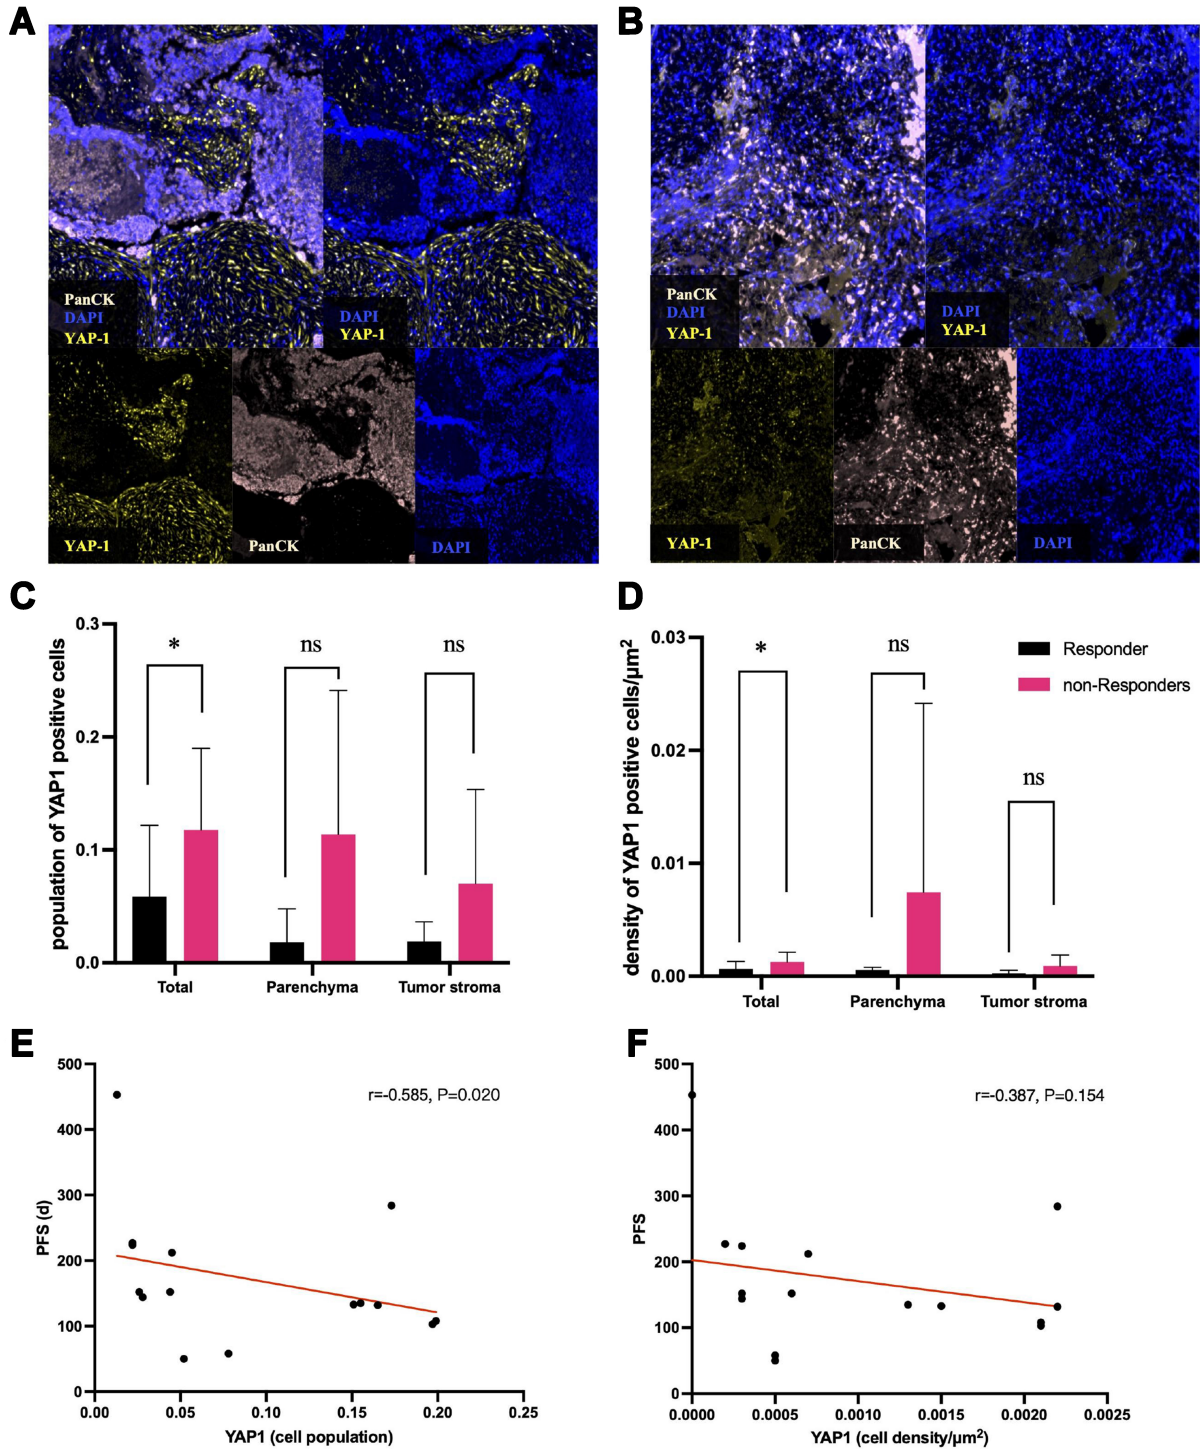 A
B
PanCK
DAPI
YAP-1
DAPI
YAP-1
PanCK
DAPI
YAP-1
DAPI
YAP-1
YAP-1
PanCK
DAPI
YAP-1
PanCK
DAPI
C
population of YAP1 positive cells
0.3
0.2
0.1
0.0
*
ns
ns
Total
Parenchyma
Tumor stroma
D
density of YAP1 positive cells/μm²
0.03
0.02
0.01
0.00
*
ns
ns
Responder
non-Responders
Total
Parenchyma
Tumor stroma
E
PFS (d)
500
400
300
200
100
0
r=-0.585, P=0.020
0.00
0.05
0.10
0.15
0.20
0.25
YAP1 (cell population)
F
PFS
500
400
300
200
100
0
r=-0.387, P=0.154
0.0000
0.0005
0.0010
0.0015
0.0020
0.0025
YAP1 (cell density/μm²)